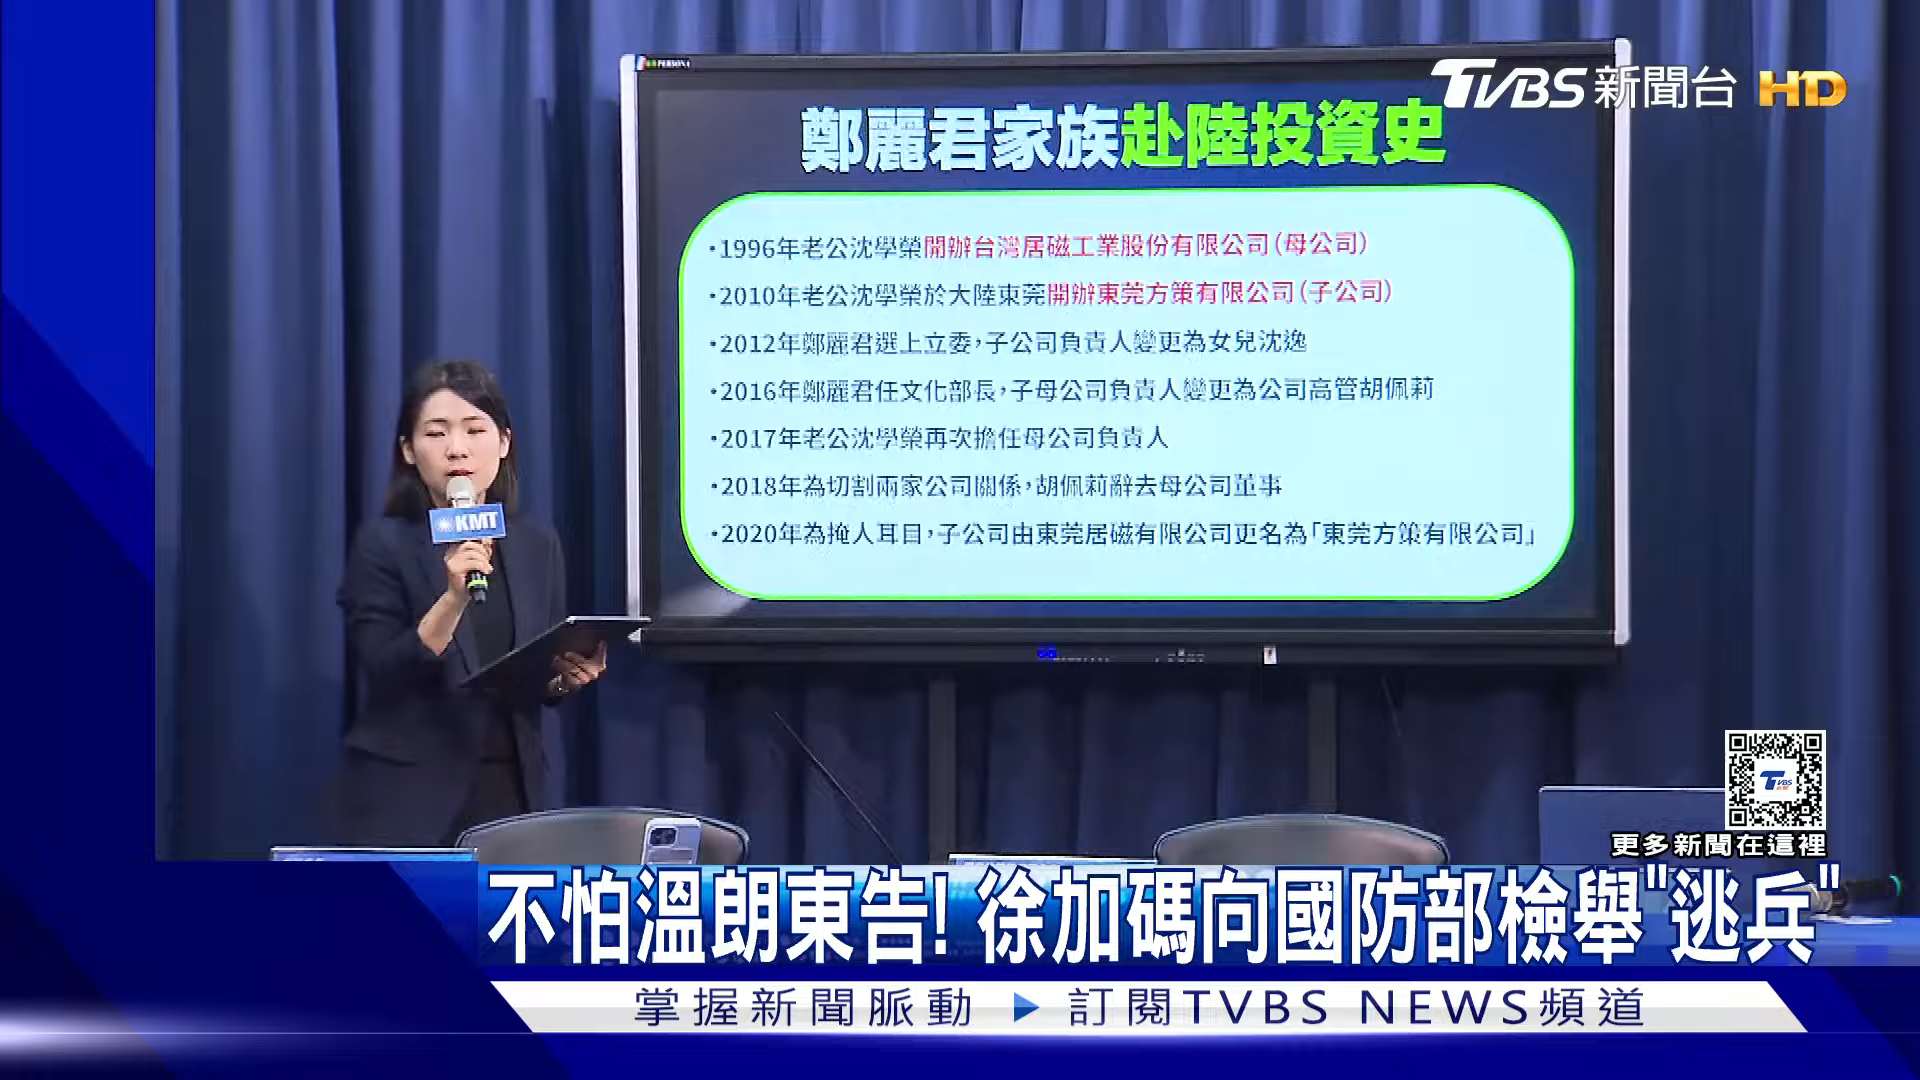 PERSONA
TVBS新聞台 HD
鄭麗君家族赴陸投資史
•1996年老公沈學榮開辦台灣居磁工業股份有限公司(母公司)
•2010年老公沈學榮於大陸東莞開辦東莞方策有限公司(子公司)
•2012年鄭麗君選上立委,子公司負責人變更為女兒沈逸
•2016年鄭麗君任文化部長,子母公司負責人變更為公司高管胡佩莉
•2017年老公沈學榮再次擔任母公司負責人
•2018年為切割兩家公司關係,胡佩莉辭去母公司董事
•2020年為掩人耳目,子公司由東莞居磁有限公司更名為「東莞方策有限公司」
KMT
TVBS
更多新聞在這裡
不怕溫朗東告! 徐加碼向國防部檢舉"逃兵"
掌握新聞脈動 ▶ 訂閱TVBS NEWS頻道